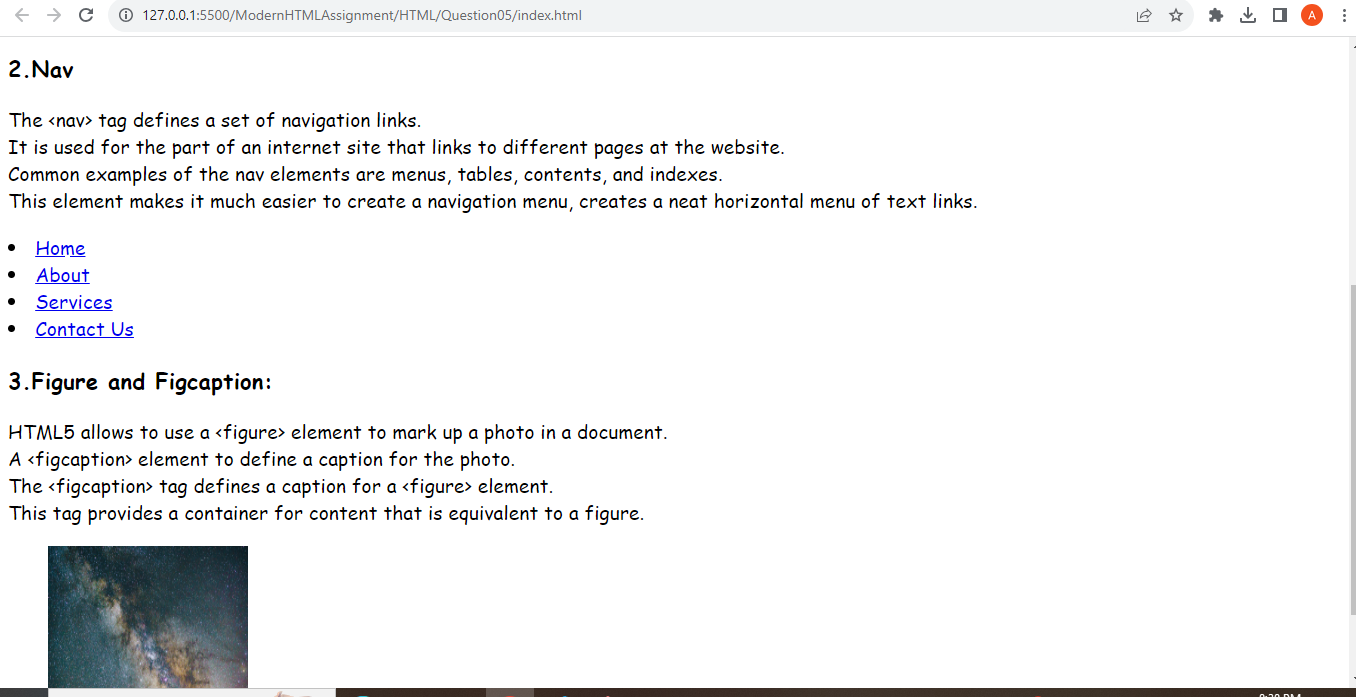 127.0.0.1:5500/ModernHTMLAssignment/HTML/Question05/index.html
A
2.Nav
The <nav> tag defines a set of navigation links.
It is used for the part of an internet site that links to different pages at the website.
Common examples of the nav elements are menus, tables, contents, and indexes.
This element makes it much easier to create a navigation menu, creates a neat horizontal menu of text links.
Home
About
Services
Contact Us
3.Figure and Figcaption:
HTML5 allows to use a <figure> element to mark up a photo in a document.
A <figcaption> element to define a caption for the photo.
The <figcaption> tag defines a caption for a <figure> element.
This tag provides a container for content that is equivalent to a figure.